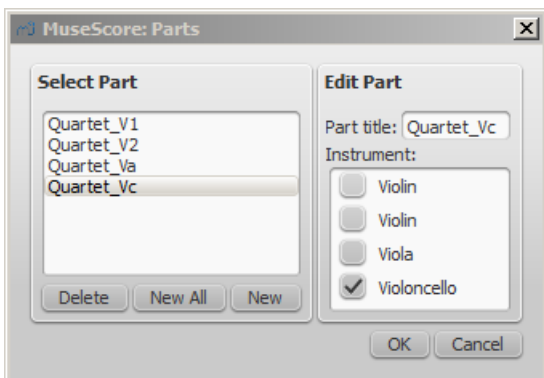 MuseScore: Parts
Select Part
Quartet_V1
Quartet_V2
Quartet_Va
Quartet_Vc
Delete New All New
Edit Part
Part title: Quartet_Vc
Instrument:
Violin
Violin
Viola
Violoncello
OK Cancel